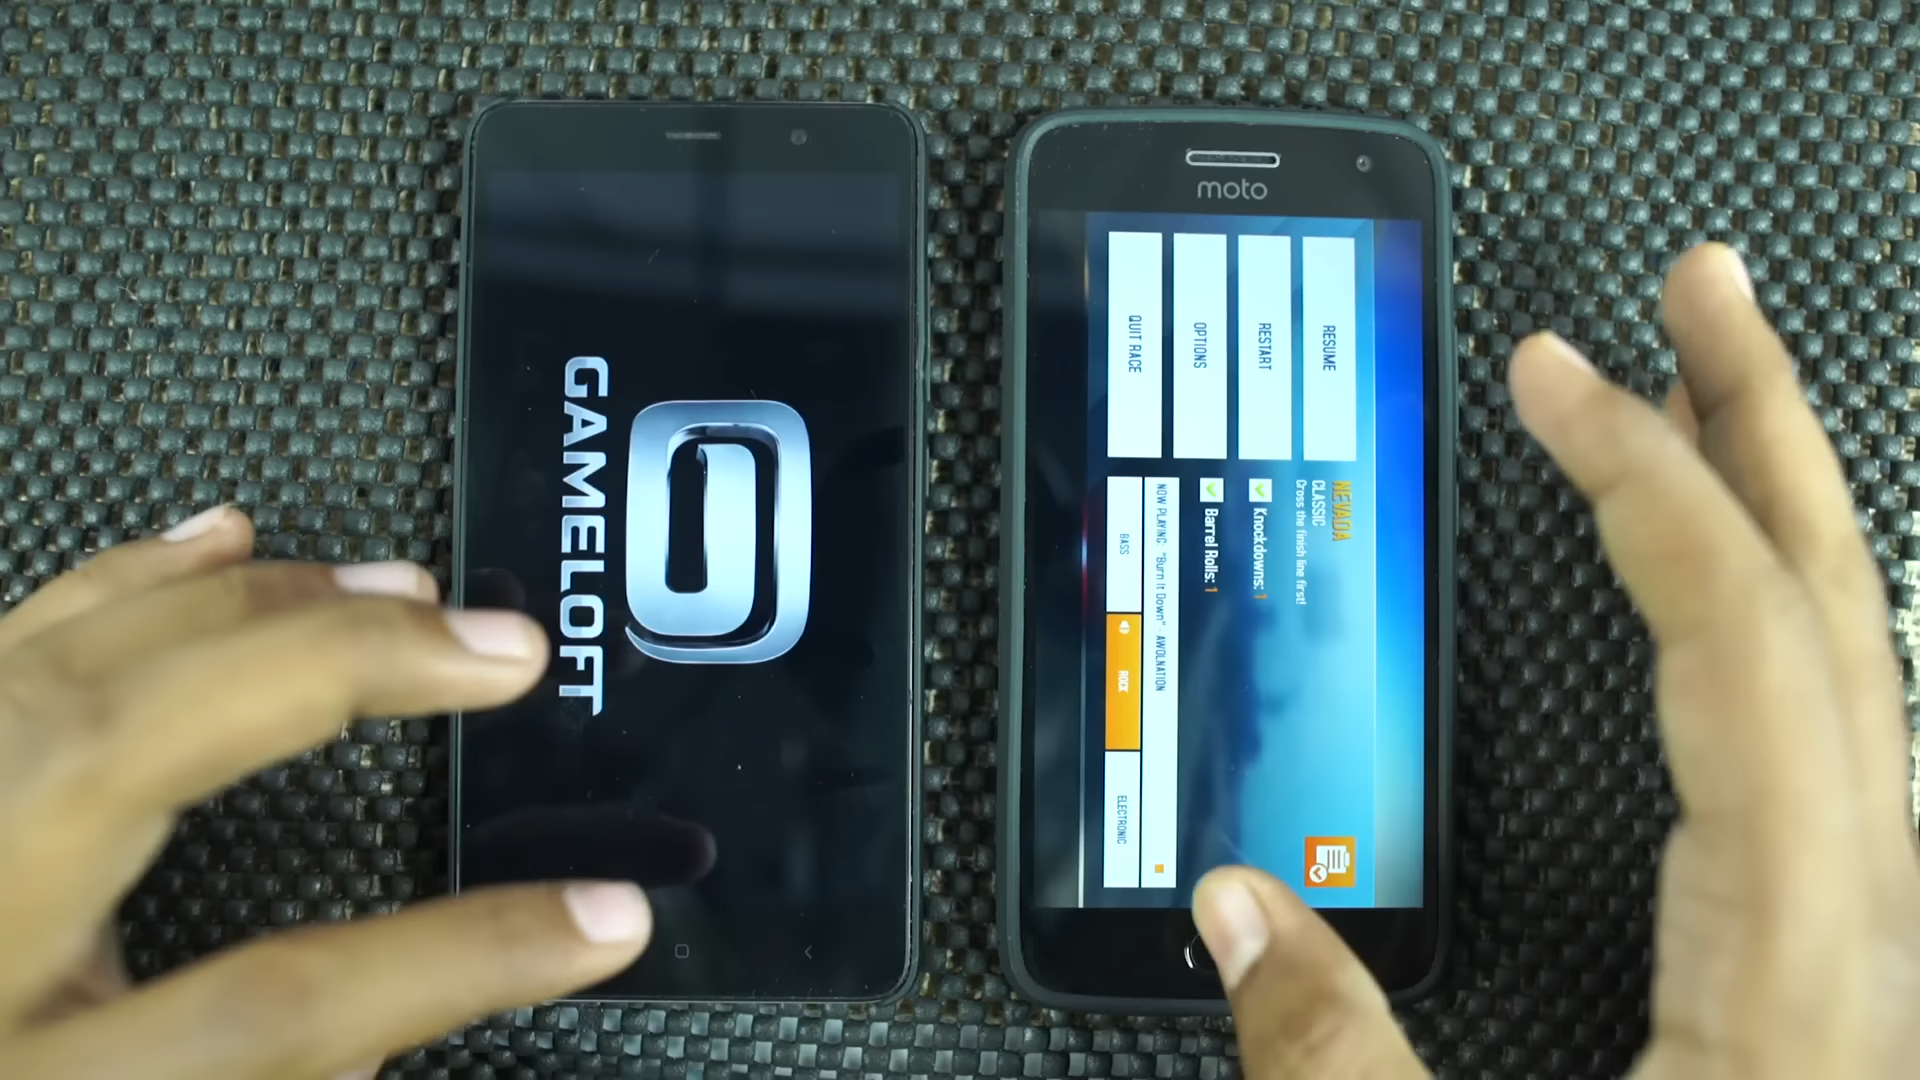 GAMELOFT
moto
RESUME
RESTART
OPTIONS
QUIT RACE
NEVADA
CLASSIC
Cross the finish line first!
Knockdowns: 1
Barrel Rolls: 1
NOW PLAYING: "Burn It Down" - AWOLNATION
BASS
ROCK
ELECTRONIC